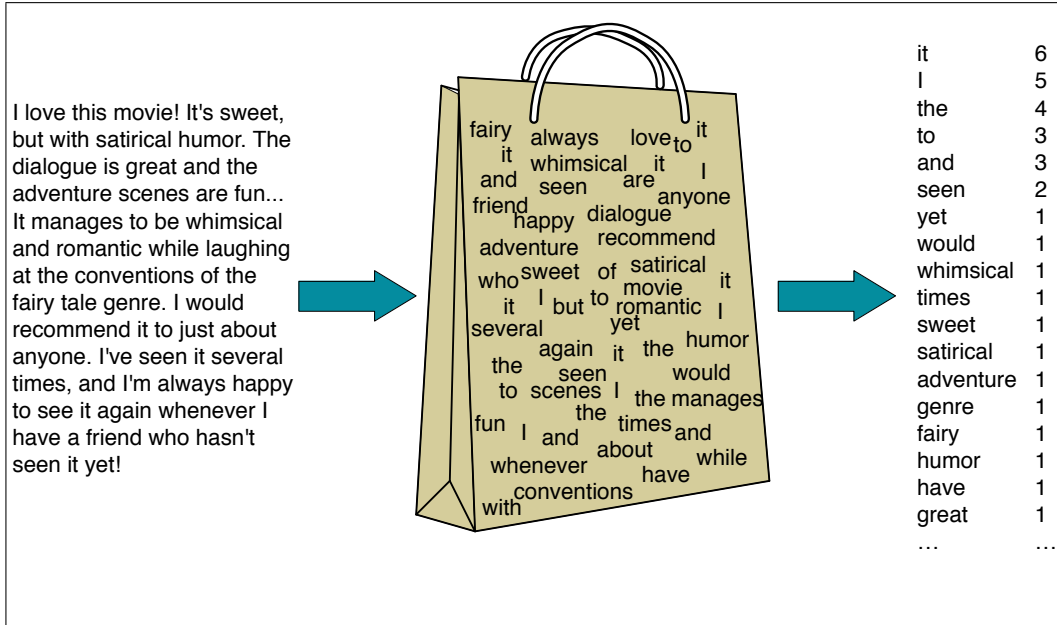 I love this movie! It's sweet,
but with satirical humor. The
dialogue is great and the
adventure scenes are fun...
It manages to be whimsical
and romantic while laughing
at the conventions of the
fairy tale genre. I would
recommend it to just about
anyone. I've seen it several
times, and I'm always happy
to see it again whenever I
have a friend who hasn't
seen it yet!
fairy always love to it
it whimsical it I
and seen are anyone
friend happy dialogue
adventure recommend
who sweet of satirical
it I but to romantic movie it I
several yet
again it the humor
the seen would
to scenes I the manages
fun the times
I and about and
whenever have while
with conventions
it 6
I 5
the 4
to 3
and 3
seen 2
yet 1
would 1
whimsical 1
times 1
sweet 1
satirical 1
adventure 1
genre 1
fairy 1
humor 1
have 1
great 1
… …